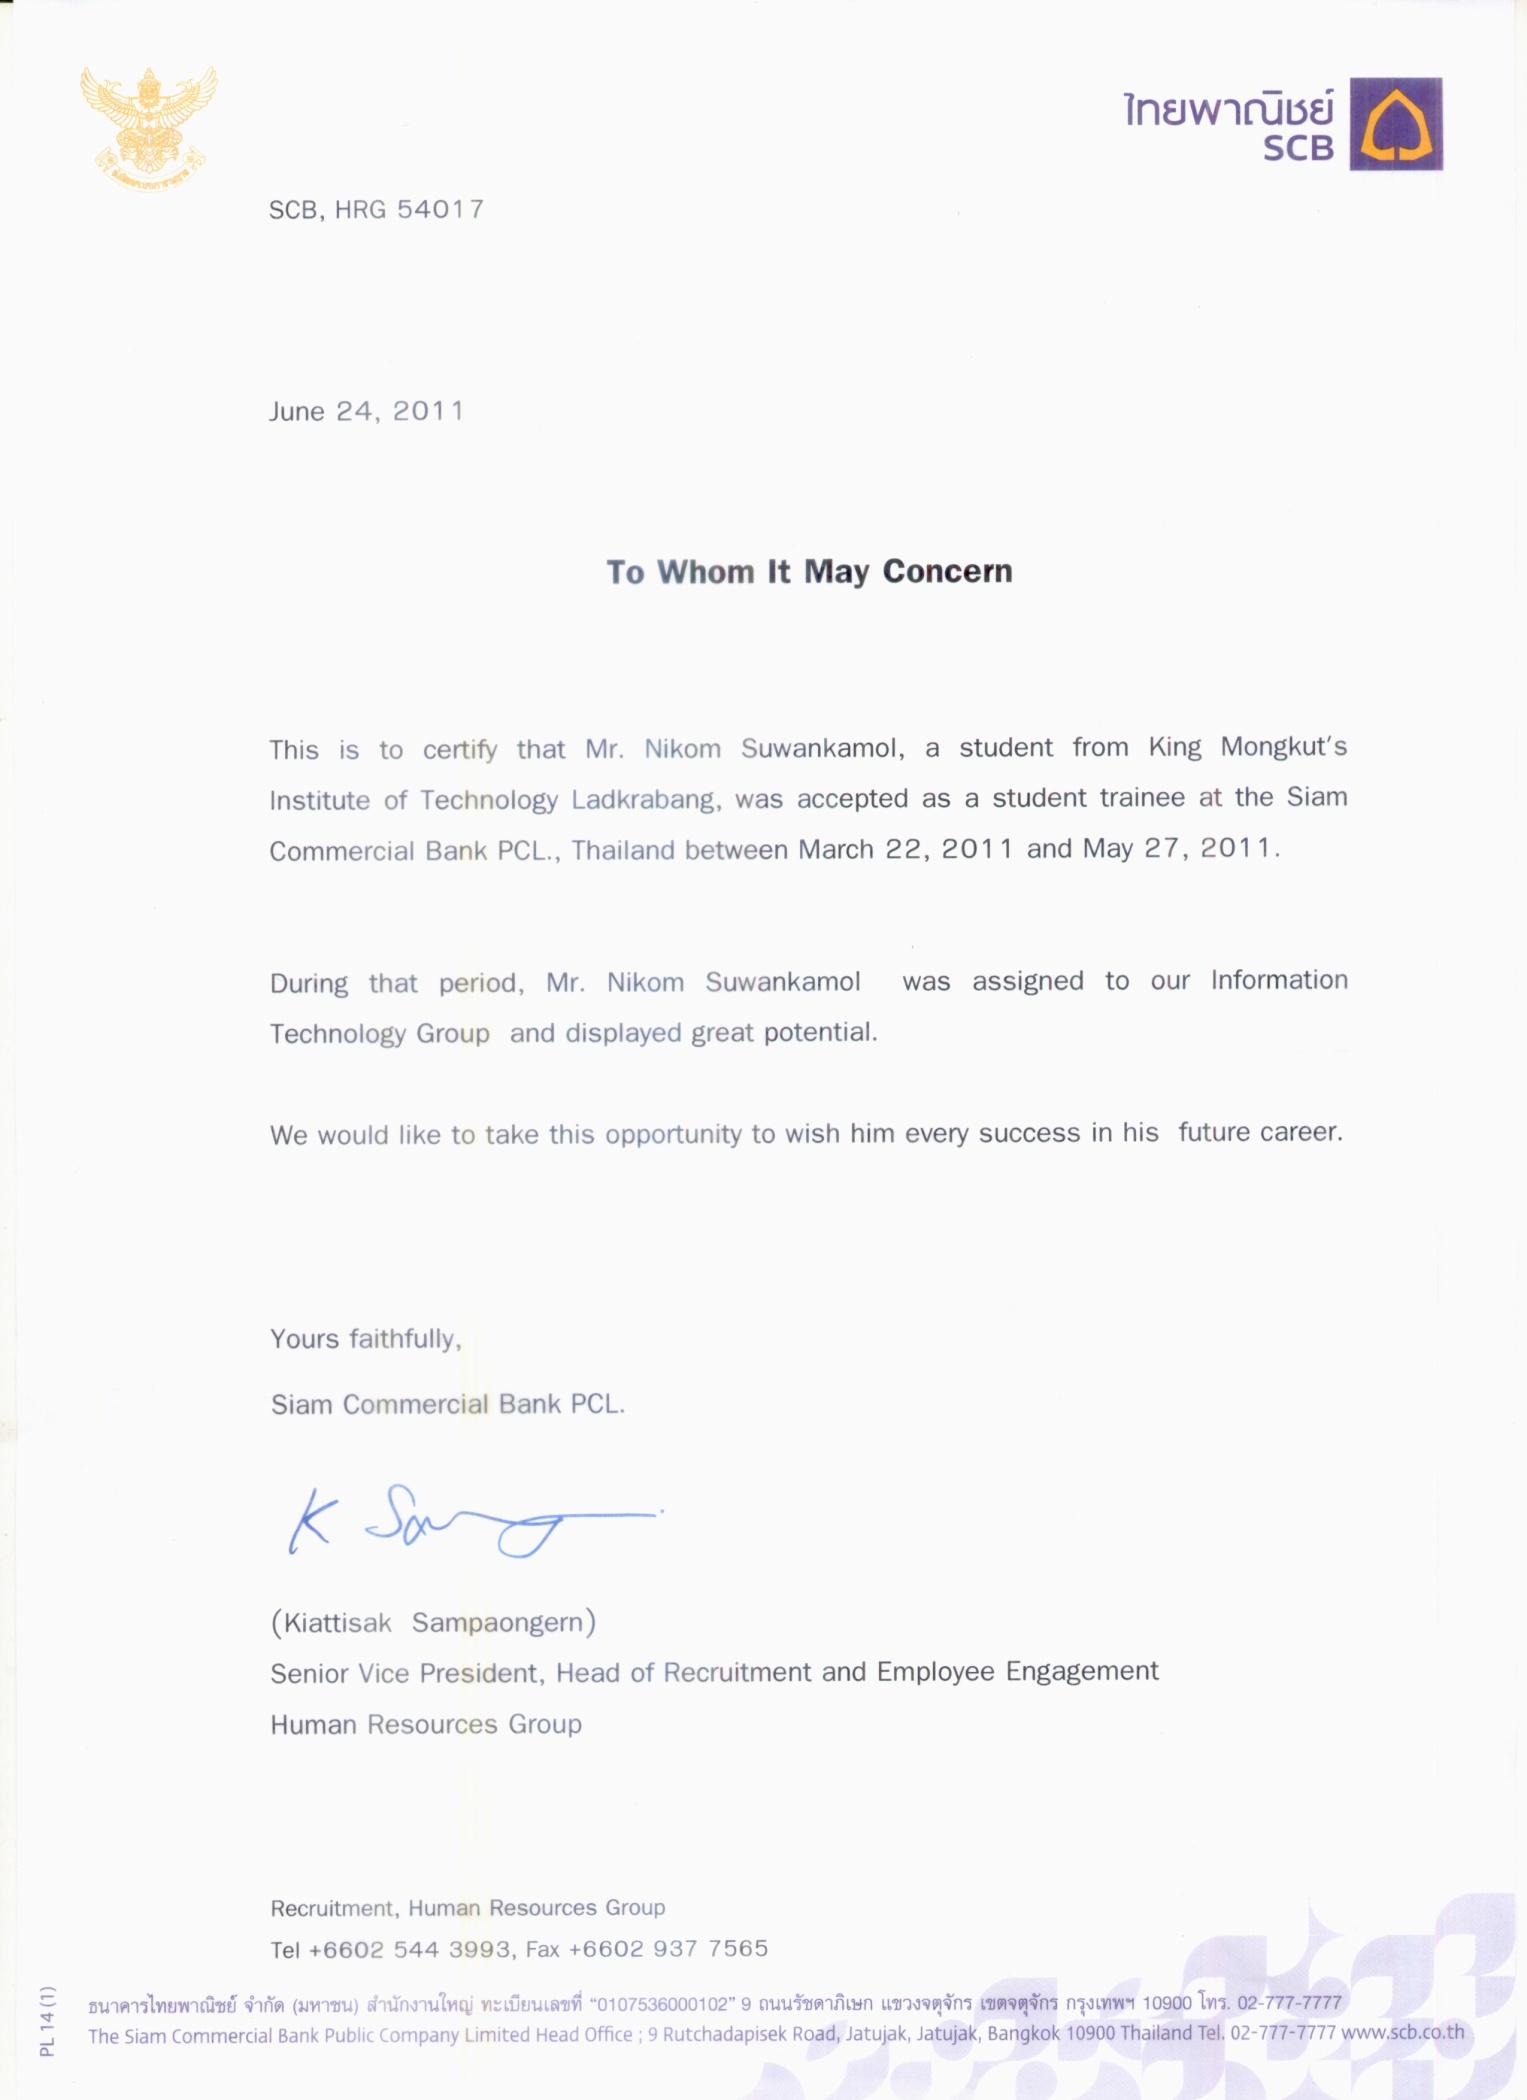 ไทยพาณิชย์
SCB
SCB, HRG 54017
June 24, 2011
To Whom It May Concern
This is to certify that Mr. Nikom Suwankamol, a student from King Mongkut's
Institute of Technology Ladkrabang, was accepted as a student trainee at the Siam
Commercial Bank PCL., Thailand between March 22, 2011 and May 27, 2011.
During that period, Mr. Nikom Suwankamol was assigned to our Information
Technology Group and displayed great potential.
We would like to take this opportunity to wish him every success in his future career.
Yours faithfully,
Siam Commercial Bank PCL.
(Kiattisak Sampaongern)
Senior Vice President, Head of Recruitment and Employee Engagement
Human Resources Group
Recruitment, Human Resources Group
Tel +6602 544 3993, Fax +6602 937 7565
ธนาคารไทยพาณิชย์ จำกัด (มหาชน) สำนักงานใหญ่ ทะเบียนเลขที่ “0107536000102” 9 ถนนรัชดาภิเษก แขวงจตุจักร เขตจตุจักร กรุงเทพฯ 10900 โทร. 02-777-7777
The Siam Commercial Bank Public Company Limited Head Office ; 9 Rutchadapisek Road, Jatujak, Jatujak, Bangkok 10900 Thailand Tel. 02-777-7777 www.scb.co.th
PL 14 (1)